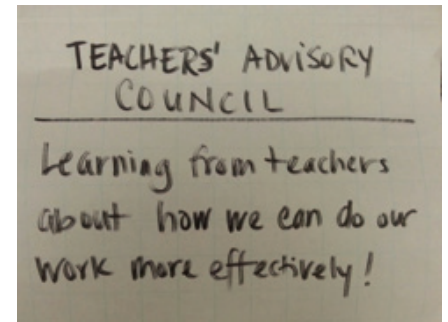 TEACHERS' ADVISORY
COUNCIL
Learning from teachers
about how we can do our
work more effectively!